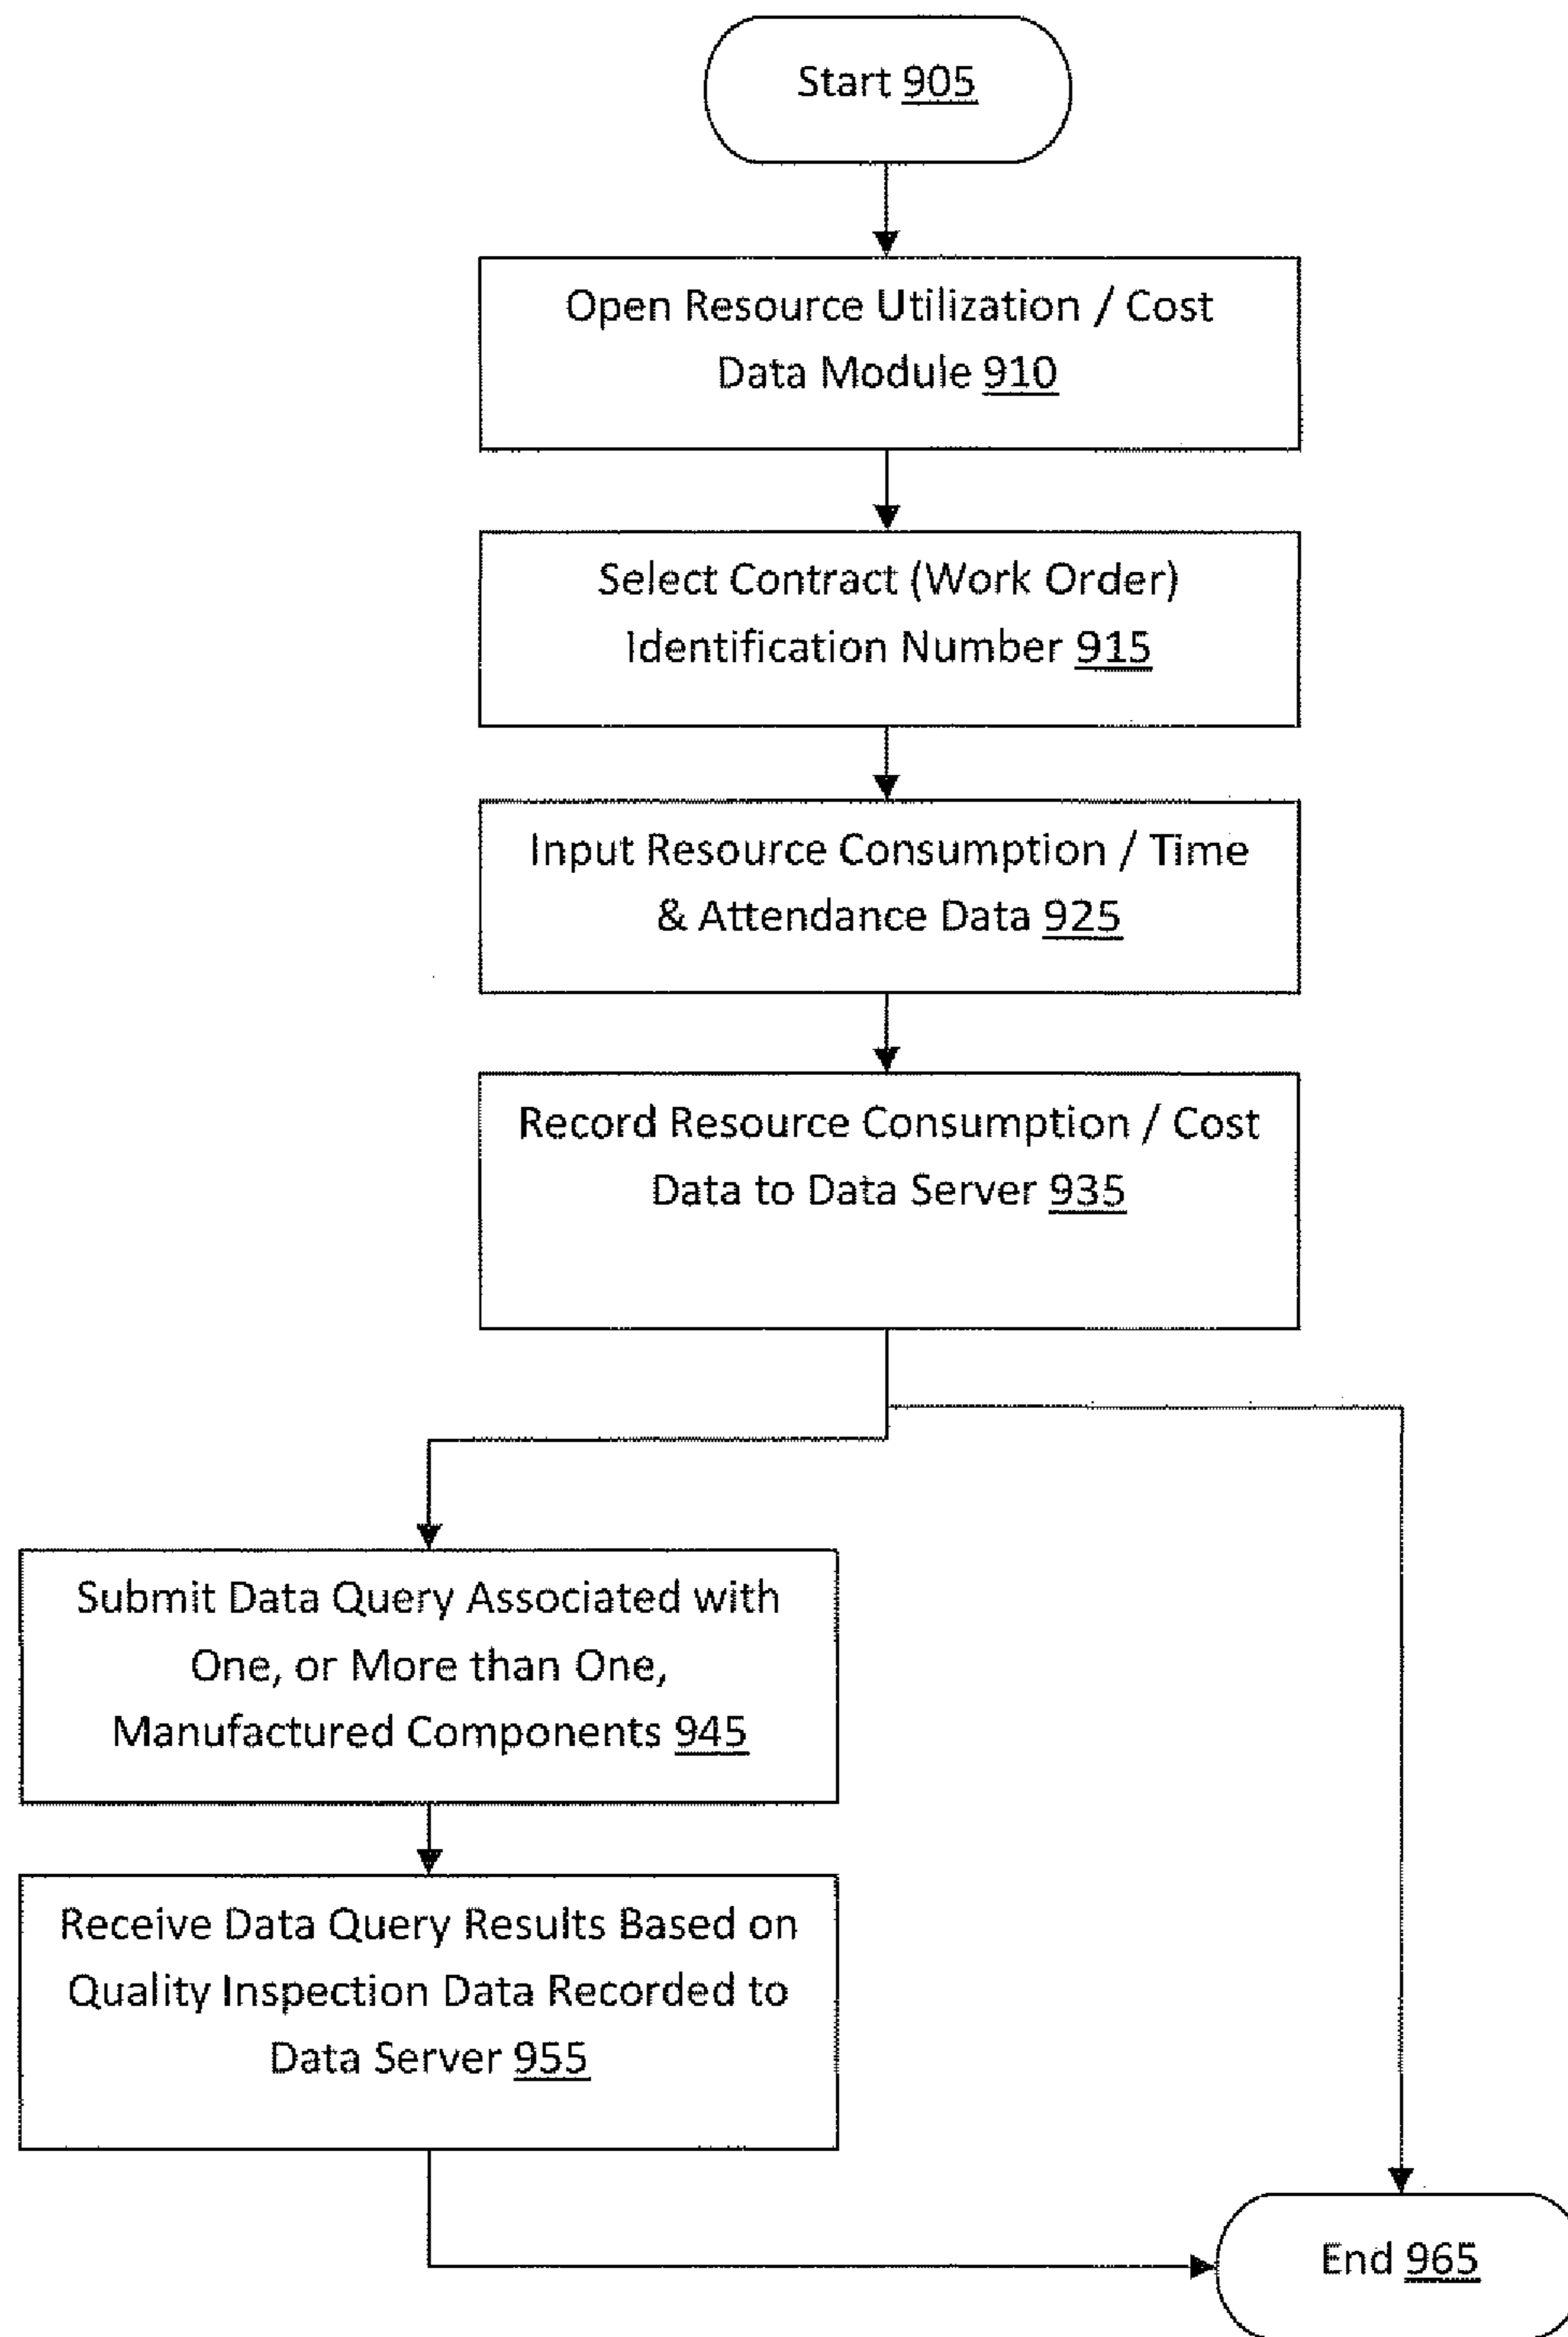 Start 905
Open Resource Utilization / Cost
Data Module 910
Select Contract (Work Order)
Identification Number 915
Input Resource Consumption / Time
& Attendance Data 925
Record Resource Consumption / Cost
Data to Data Server 935
Submit Data Query Associated with
One, or More than One,
Manufactured Components 945
Receive Data Query Results Based on
Quality Inspection Data Recorded to
Data Server 955
End 965